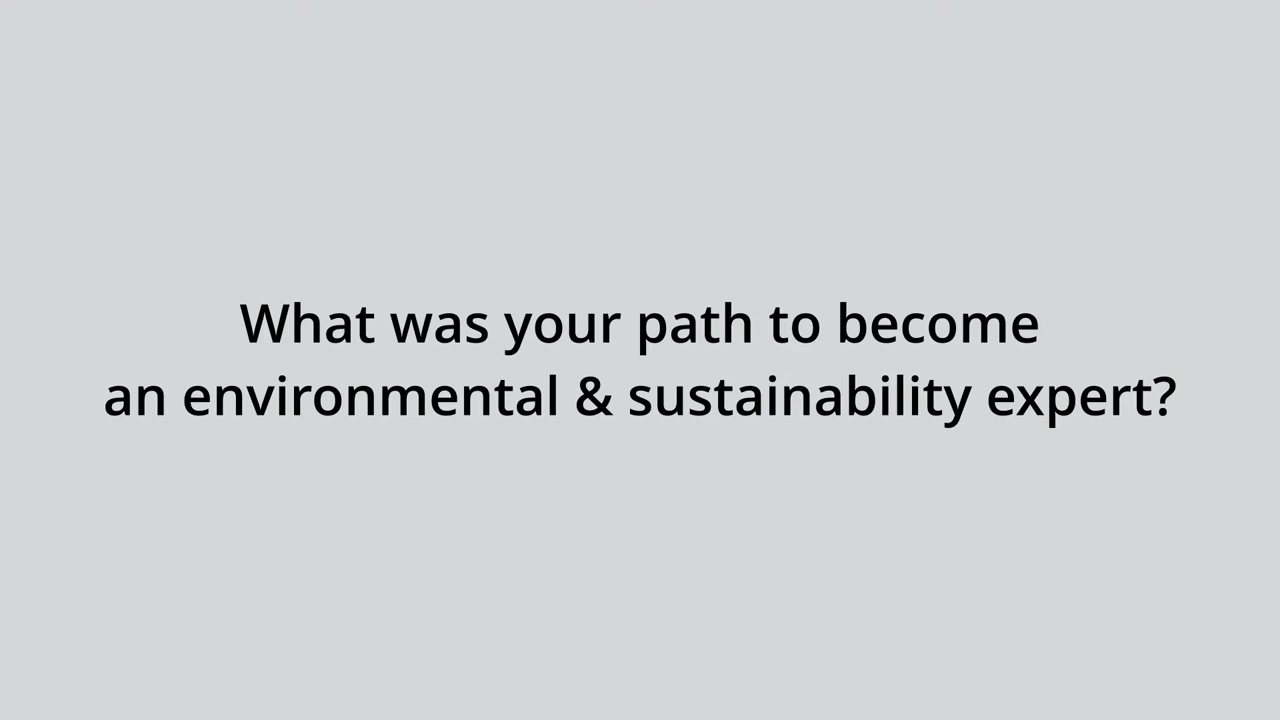 What was your path to become
an environmental & sustainability expert?